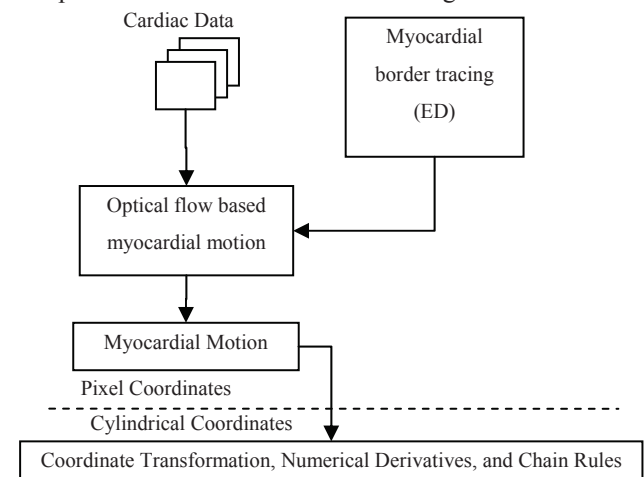 Cardiac Data
Myocardial
border tracing
(ED)
Optical flow based
myocardial motion
Myocardial Motion
Pixel Coordinates
Cylindrical Coordinates
Coordinate Transformation, Numerical Derivatives, and Chain Rules